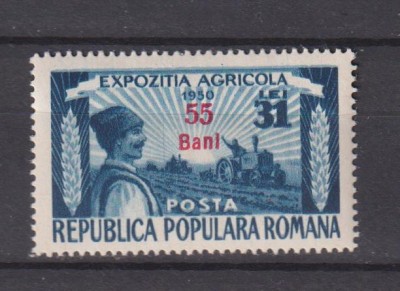 EXPOZITIA AGRICOLA
1950
LEI
55
31
Bani
POSTA
REPUBLICA POPULARA ROMANA